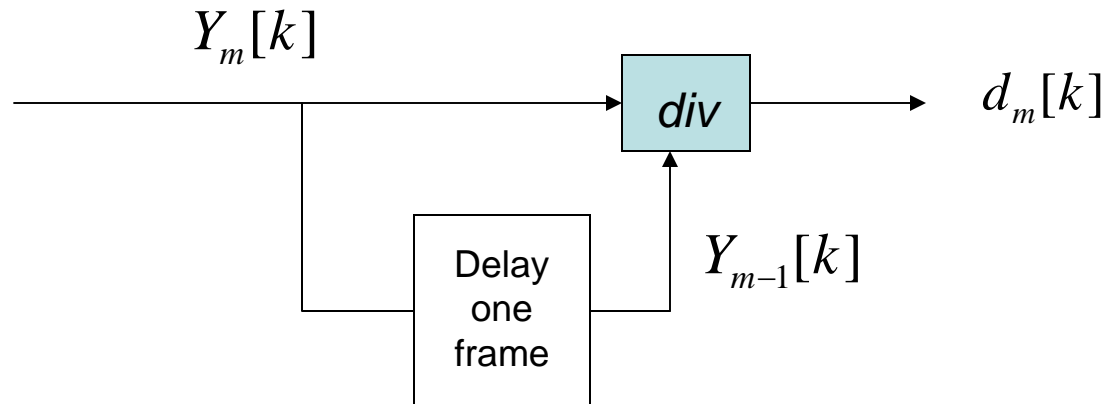 Y_m[k]
div
d_m[k]
Delay
one
frame
Y_{m−1}[k]